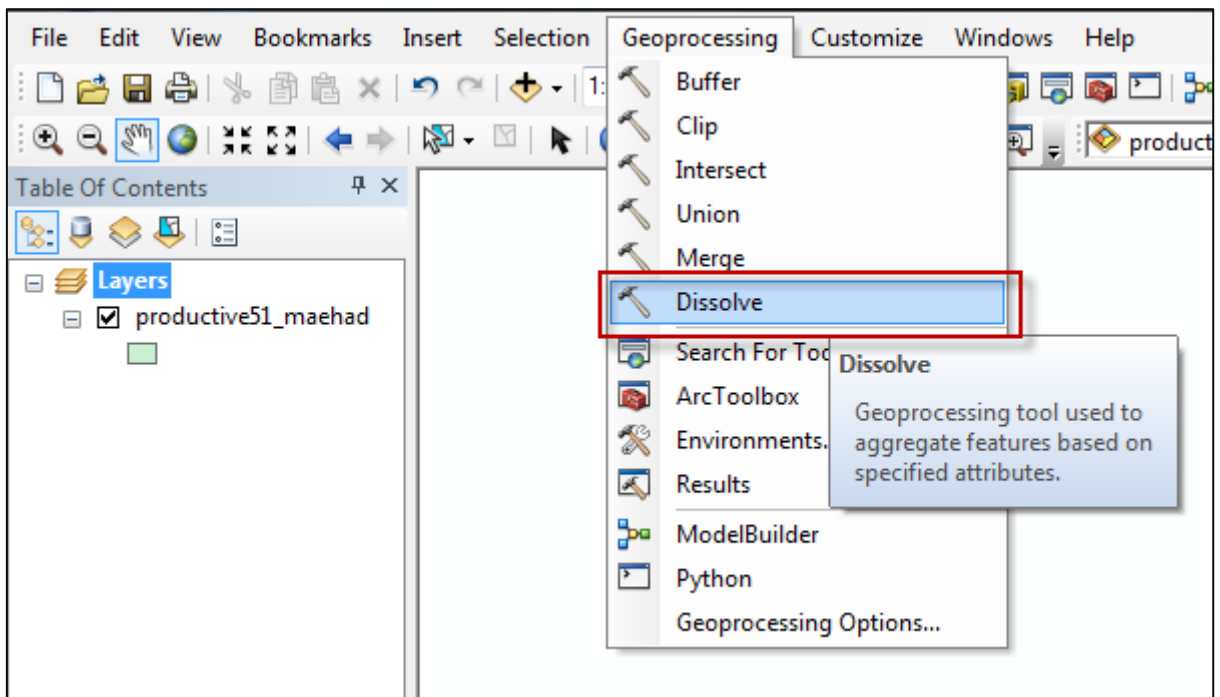 File Edit View Bookmarks Insert Selection Geoprocessing Customize Windows Help
1:
product
Table Of Contents
Layers
productive51_maehad
Buffer
Clip
Intersect
Union
Merge
Dissolve
Search For Too
ArcToolbox
Environments.
Results
ModelBuilder
Python
Geoprocessing Options...
Dissolve
Geoprocessing tool used to
aggregate features based on
specified attributes.